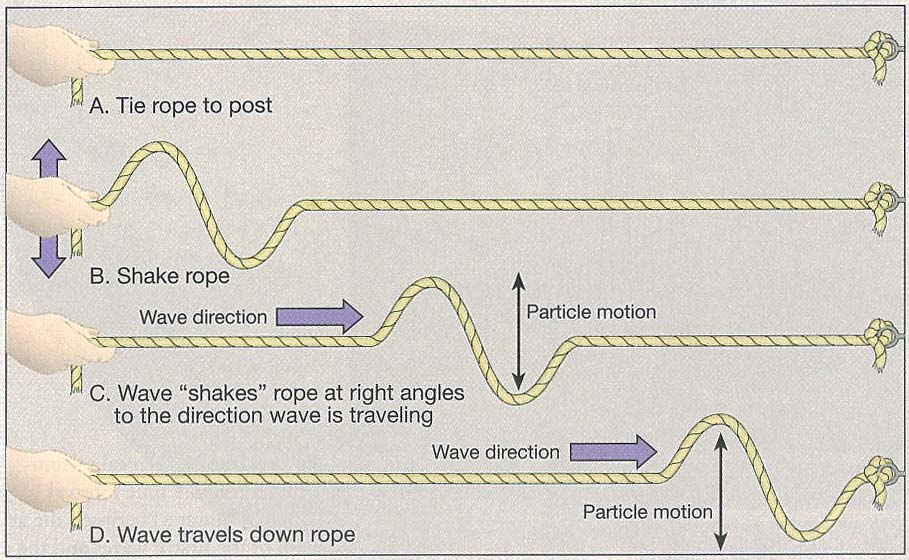 A. Tie rope to post
B. Shake rope
Wave direction
Particle motion
C. Wave “shakes” rope at right angles
to the direction wave is traveling
Wave direction
Particle motion
D. Wave travels down rope